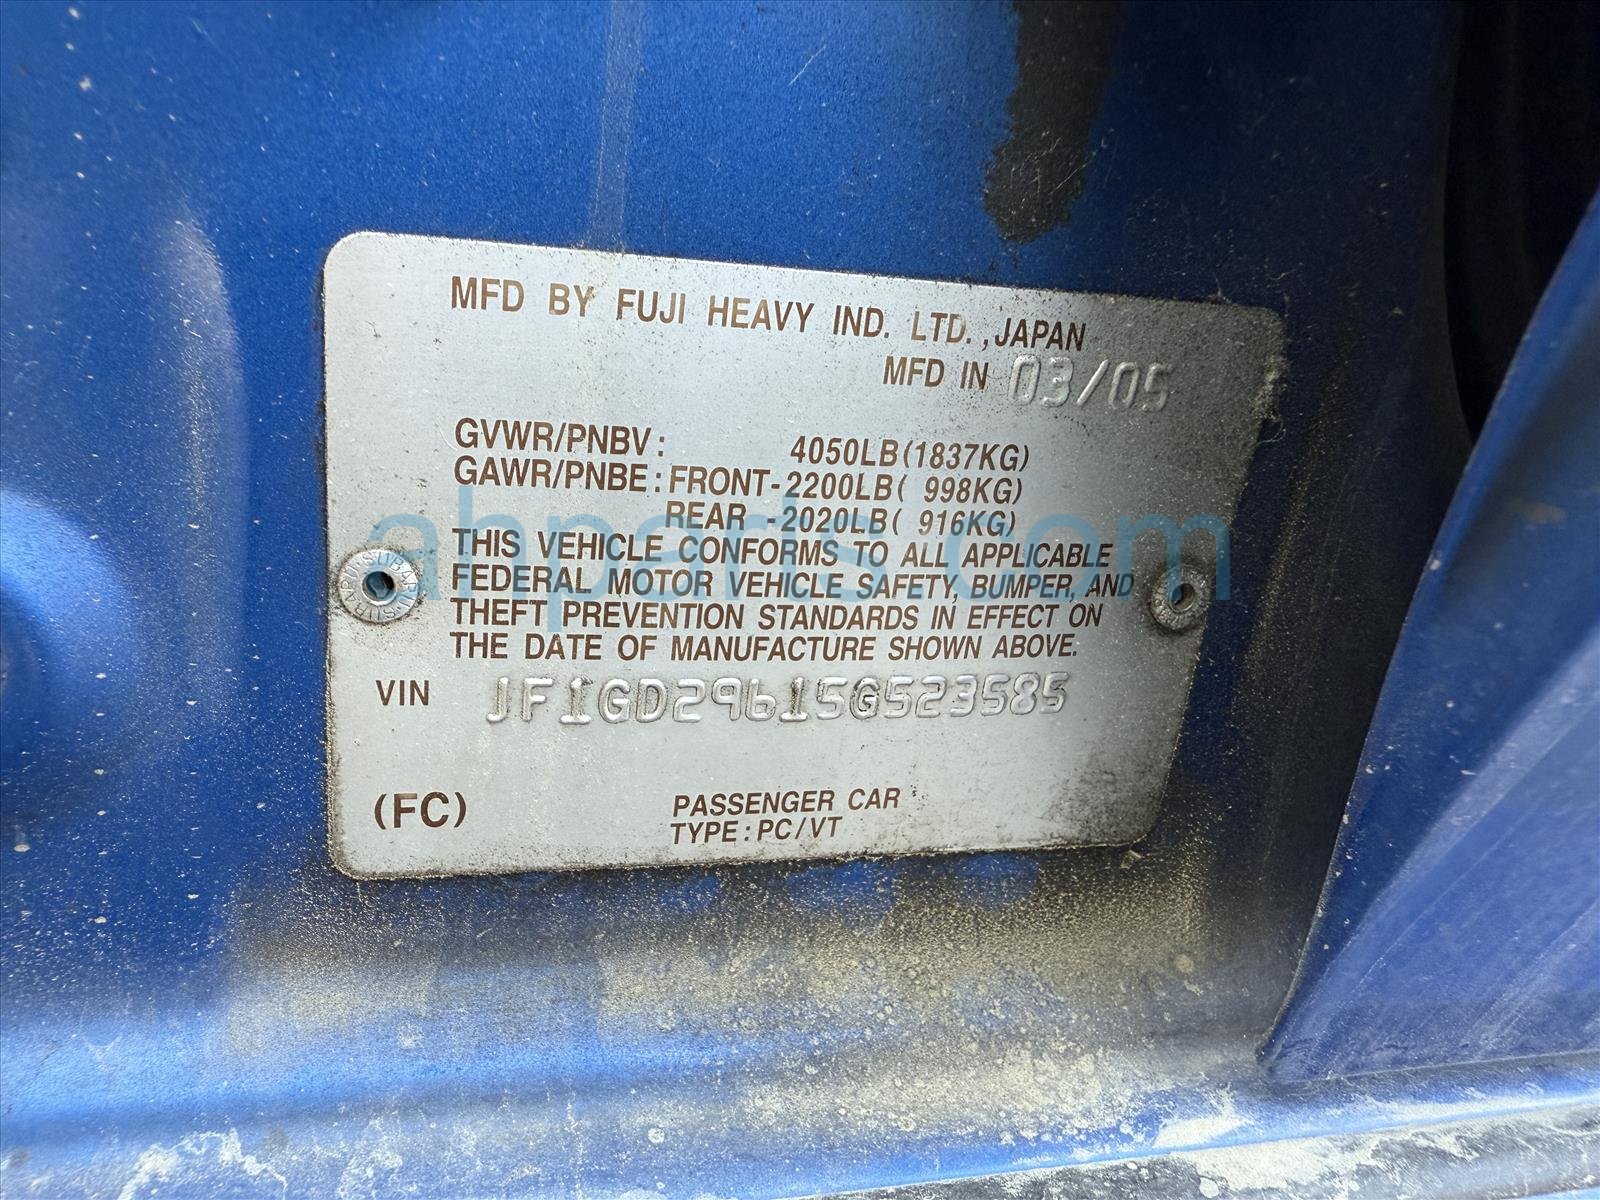 MFD BY FUJI HEAVY IND. LTD., JAPAN
MFD IN 03/05
GVWR/PNBV: 4050LB(1837KG)
GAWR/PNBE: FRONT-2200LB( 998KG)
REAR -2020LB( 916KG)
ahparts.com
THIS VEHICLE CONFORMS TO ALL APPLICABLE
FEDERAL MOTOR VEHICLE SAFETY, BUMPER, AND
THEFT PREVENTION STANDARDS IN EFFECT ON
THE DATE OF MANUFACTURE SHOWN ABOVE.
VIN JF1GD29615G523585
(FC) PASSENGER CAR
TYPE: PC/VT